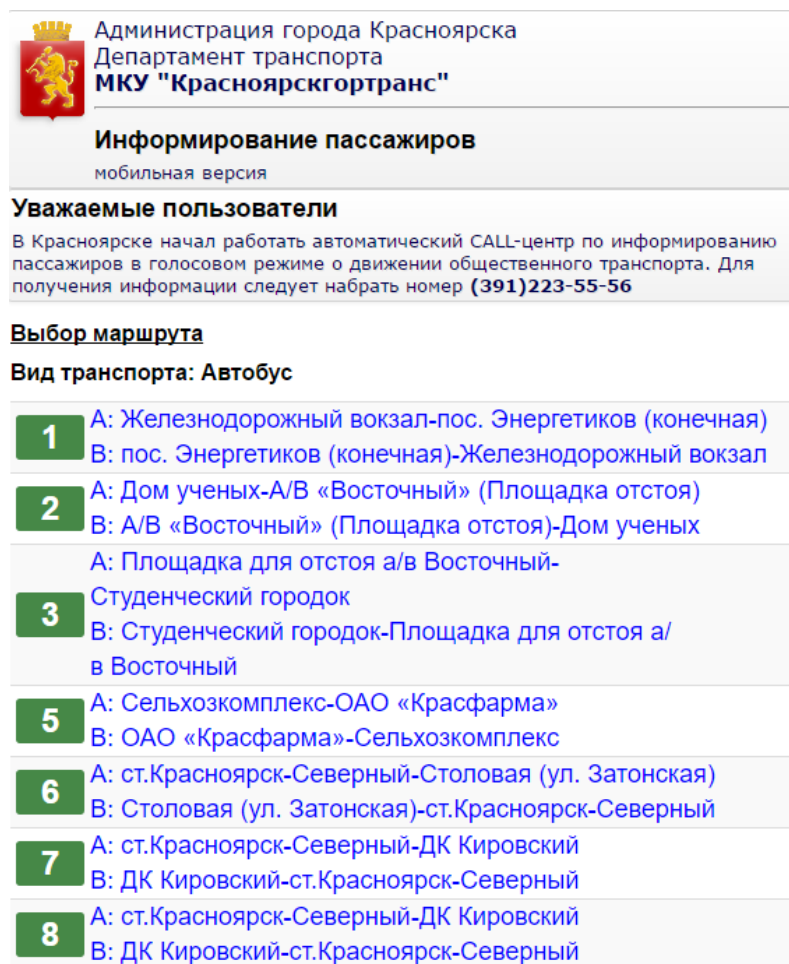 Администрация города Красноярска
Департамент транспорта
МКУ "Красноярскгортранс"
Информирование пассажиров
мобильная версия
Уважаемые пользователи
В Красноярске начал работать автоматический CALL-центр по информированию
пассажиров в голосовом режиме о движении общественного транспорта. Для
получения информации следует набрать номер (391)223-55-56
Выбор маршрута
Вид транспорта: Автобус
1
A: Железнодорожный вокзал-пос. Энергетиков (конечная)
B: пос. Энергетиков (конечная)-Железнодорожный вокзал
2
A: Дом ученых-А/В «Восточный» (Площадка отстоя)
B: А/В «Восточный» (Площадка отстоя)-Дом ученых
3
A: Площадка для отстоя а/в Восточный-
Студенческий городок
B: Студенческий городок-Площадка для отстоя а/
в Восточный
5
A: Сельхозкомплекс-ОАО «Красфарма»
B: ОАО «Красфарма»-Сельхозкомплекс
6
A: ст.Красноярск-Северный-Столовая (ул. Затонская)
B: Столовая (ул. Затонская)-ст.Красноярск-Северный
7
A: ст.Красноярск-Северный-ДК Кировский
B: ДК Кировский-ст.Красноярск-Северный
8
A: ст.Красноярск-Северный-ДК Кировский
B: ДК Кировский-ст.Красноярск-Северный